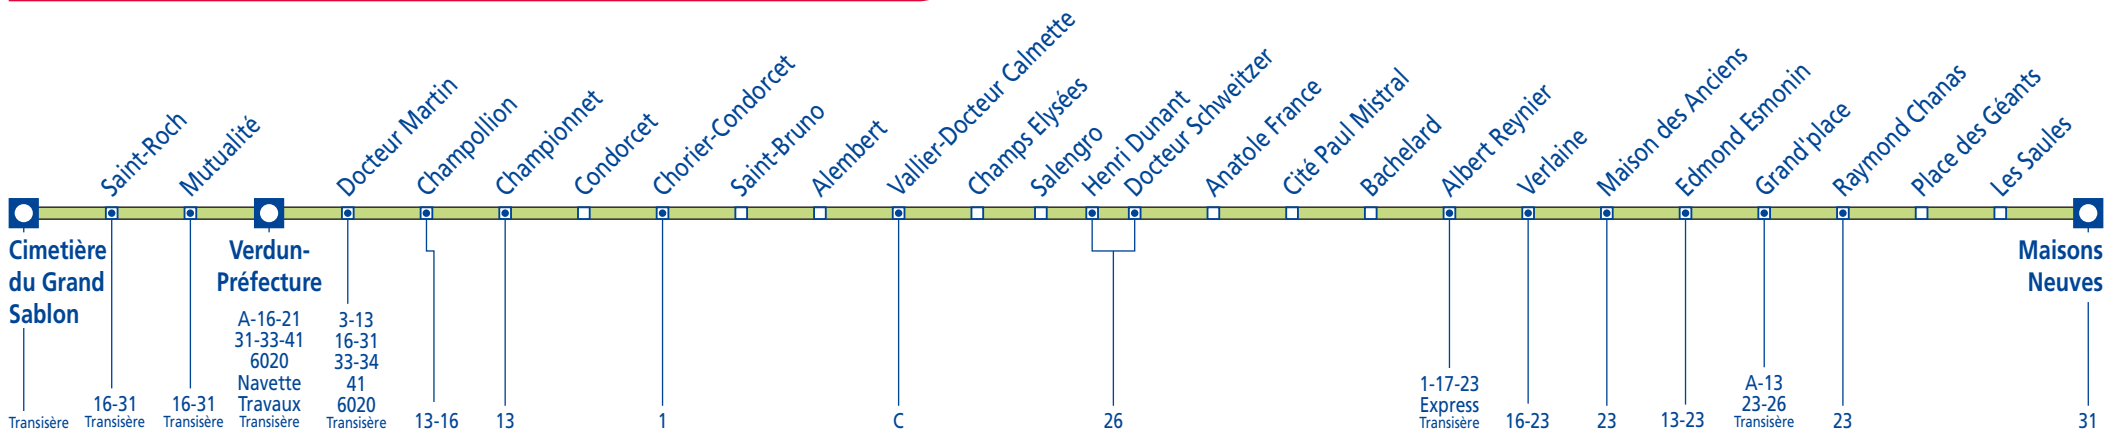 Saint-Roch
Mutualité
Docteur Martin
Champollion
Championnet
Condorcet
Chorier-Condorcet
Saint-Bruno
Alembert
Vallier-Docteur Calmette
Champs Elysées
Salengro
Henri Dunant
Docteur Schweitzer
Anatole France
Cité Paul Mistral
Bachelard
Albert Reynier
Verlaine
Maison des Anciens
Edmond Esmonin
Grand'place
Raymond Chanas
Place des Géants
Les Saules
Cimetière
du Grand
Sablon
Transisère
16-31
Transisère
16-31
Transisère
Verdun-
Préfecture
A-16-21
31-33-41
6020
Navette
Travaux
Transisère
3-13
16-31
33-34
41
6020
Transisère
13-16
13
1
C
26
1-17-23
Express
Transisère
16-23
23
13-23
A-13
23-26
Transisère
23
Maisons
Neuves
31